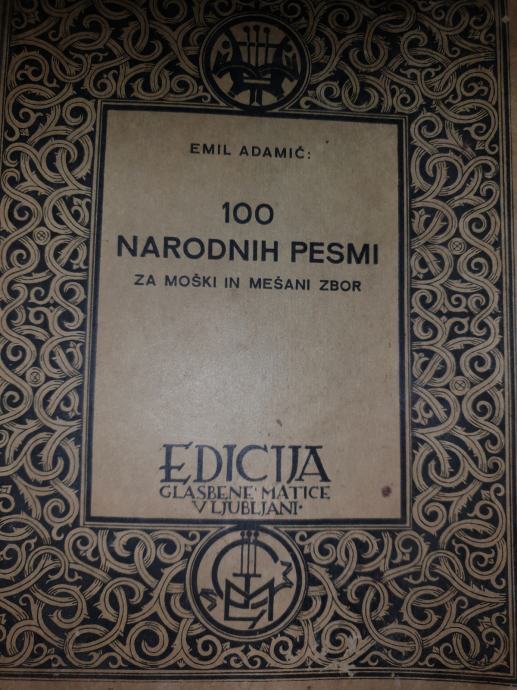 EMIL ADAMIČ:
100
NARODNIH PESMI
ZA MOŠKI IN MEŠANI ZBOR
EDICIJA
GLASBENE MATICE
V LJUBLJANI